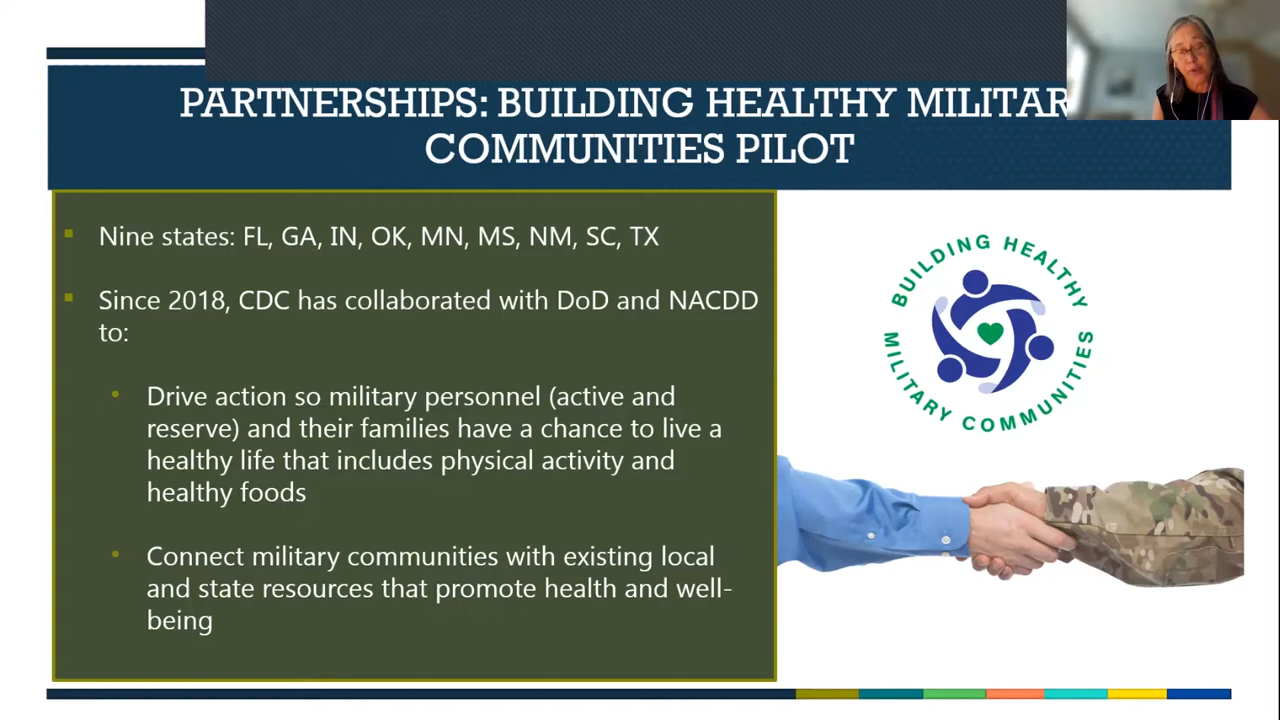 PARTNERSHIPS: BUILDING HEALTHY MILITAR
COMMUNITIES PILOT
Nine states: FL, GA, IN, OK, MN, MS, NM, SC, TX
Since 2018, CDC has collaborated with DoD and NACDD
to:
Drive action so military personnel (active and
reserve) and their families have a chance to live a
healthy life that includes physical activity and
healthy foods
Connect military communities with existing local
and state resources that promote health and well-
being
BUILDING HEALTHY
MILITARY COMMUNITIES